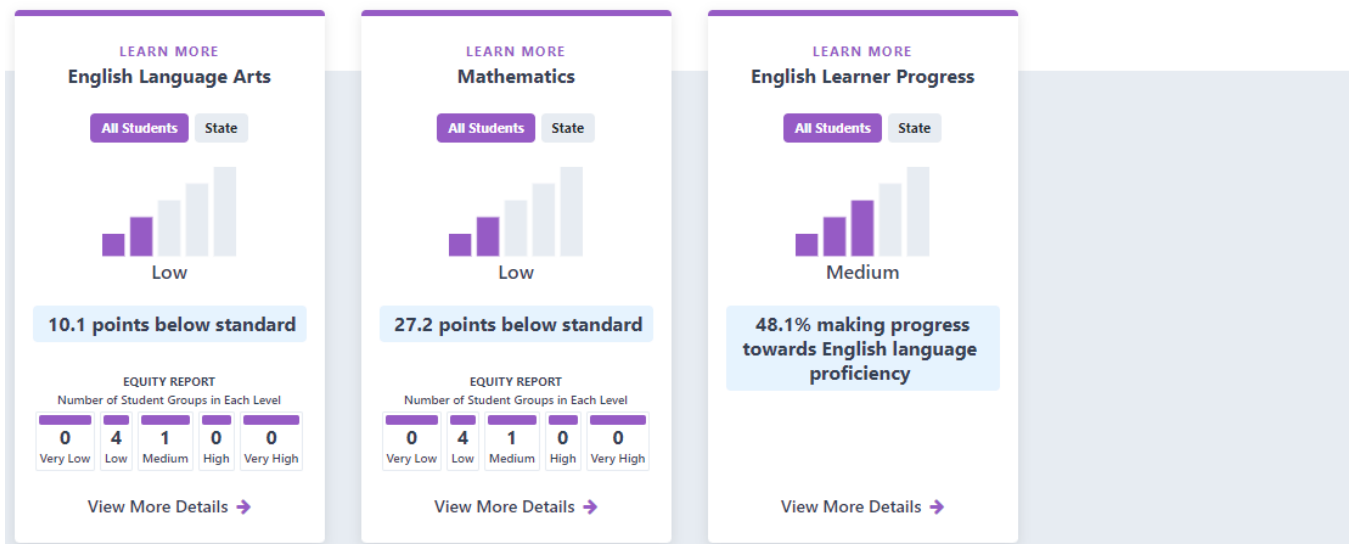 LEARN MORE
English Language Arts
All Students State
Low
10.1 points below standard
EQUITY REPORT
Number of Student Groups in Each Level
0 4 1 0 0
Very Low Low Medium High Very High
View More Details
LEARN MORE
Mathematics
All Students State
Low
27.2 points below standard
EQUITY REPORT
Number of Student Groups in Each Level
0 4 1 0 0
Very Low Low Medium High Very High
View More Details
LEARN MORE
English Learner Progress
All Students State
Medium
48.1% making progress
towards English language
proficiency
View More Details